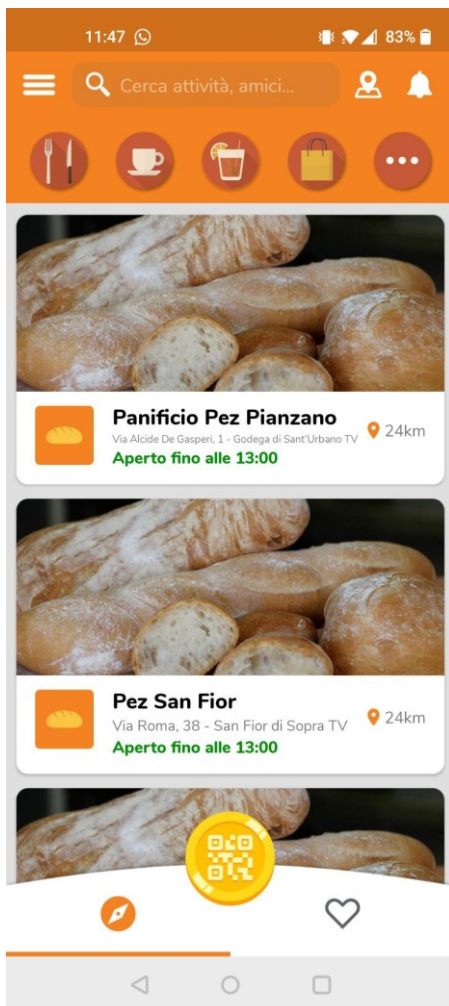 11:47
83%
Cerca attività, amici...
Panificio Pez Pianzano
Via Alcide De Gasperi, 1 - Godega di Sant'Urbano TV
24km
Aperto fino alle 13:00
Pez San Fior
Via Roma, 38 - San Fior di Sopra TV
24km
Aperto fino alle 13:00